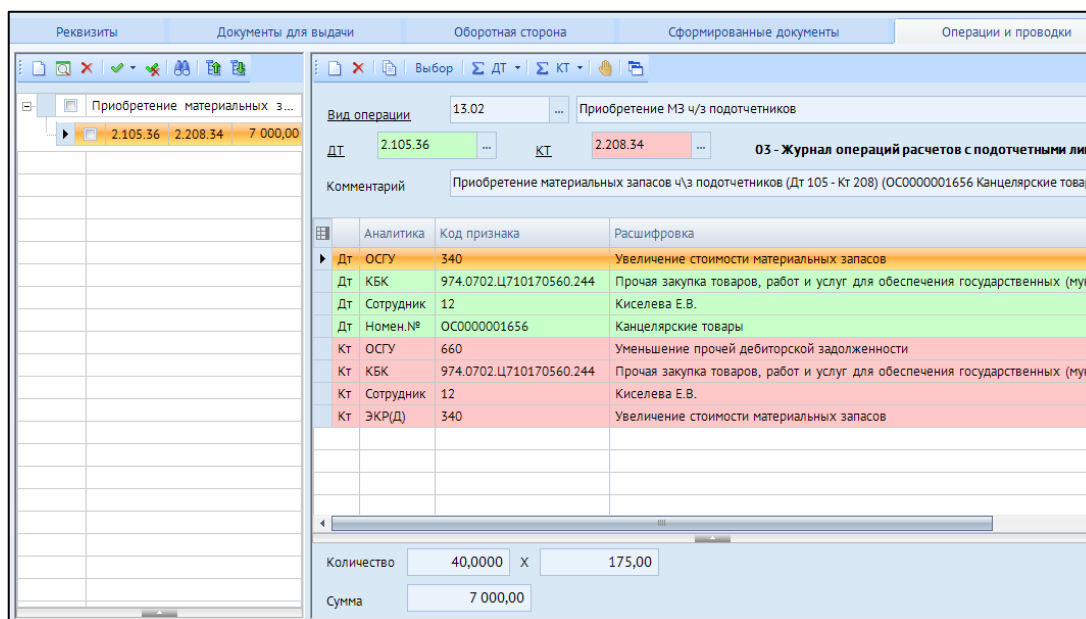 Реквизиты Документы для выдачи Оборотная сторона Сформированные документы Операции и проводки
Выбор Σ ДТ Σ КТ
Приобретение материальных з...
2.105.36 2.208.34 7 000,00
Вид операции 13.02 ... Приобретение МЗ ч/з подотчетников
ДТ 2.105.36 ... КТ 2.208.34 ... 03 - Журнал операций расчетов с подотчетными ли
Комментарий Приобретение материальных запасов ч\з подотчетников (Дт 105 - Кт 208) (ОС0000001656 Канцелярские това
Аналитика Код признака Расшифровка
Дт ОСГУ 340 Увеличение стоимости материальных запасов
Дт КБК 974.0702.Ц710170560.244 Прочая закупка товаров, работ и услуг для обеспечения государственных (му
Дт Сотрудник 12 Киселева Е.В.
Дт Номен.№ ОС0000001656 Канцелярские товары
Кт ОСГУ 660 Уменьшение прочей дебиторской задолженности
Кт КБК 974.0702.Ц710170560.244 Прочая закупка товаров, работ и услуг для обеспечения государственных (му
Кт Сотрудник 12 Киселева Е.В.
Кт ЭКР(Д) 340 Увеличение стоимости материальных запасов
Количество 40,0000 X 175,00
Сумма 7 000,00